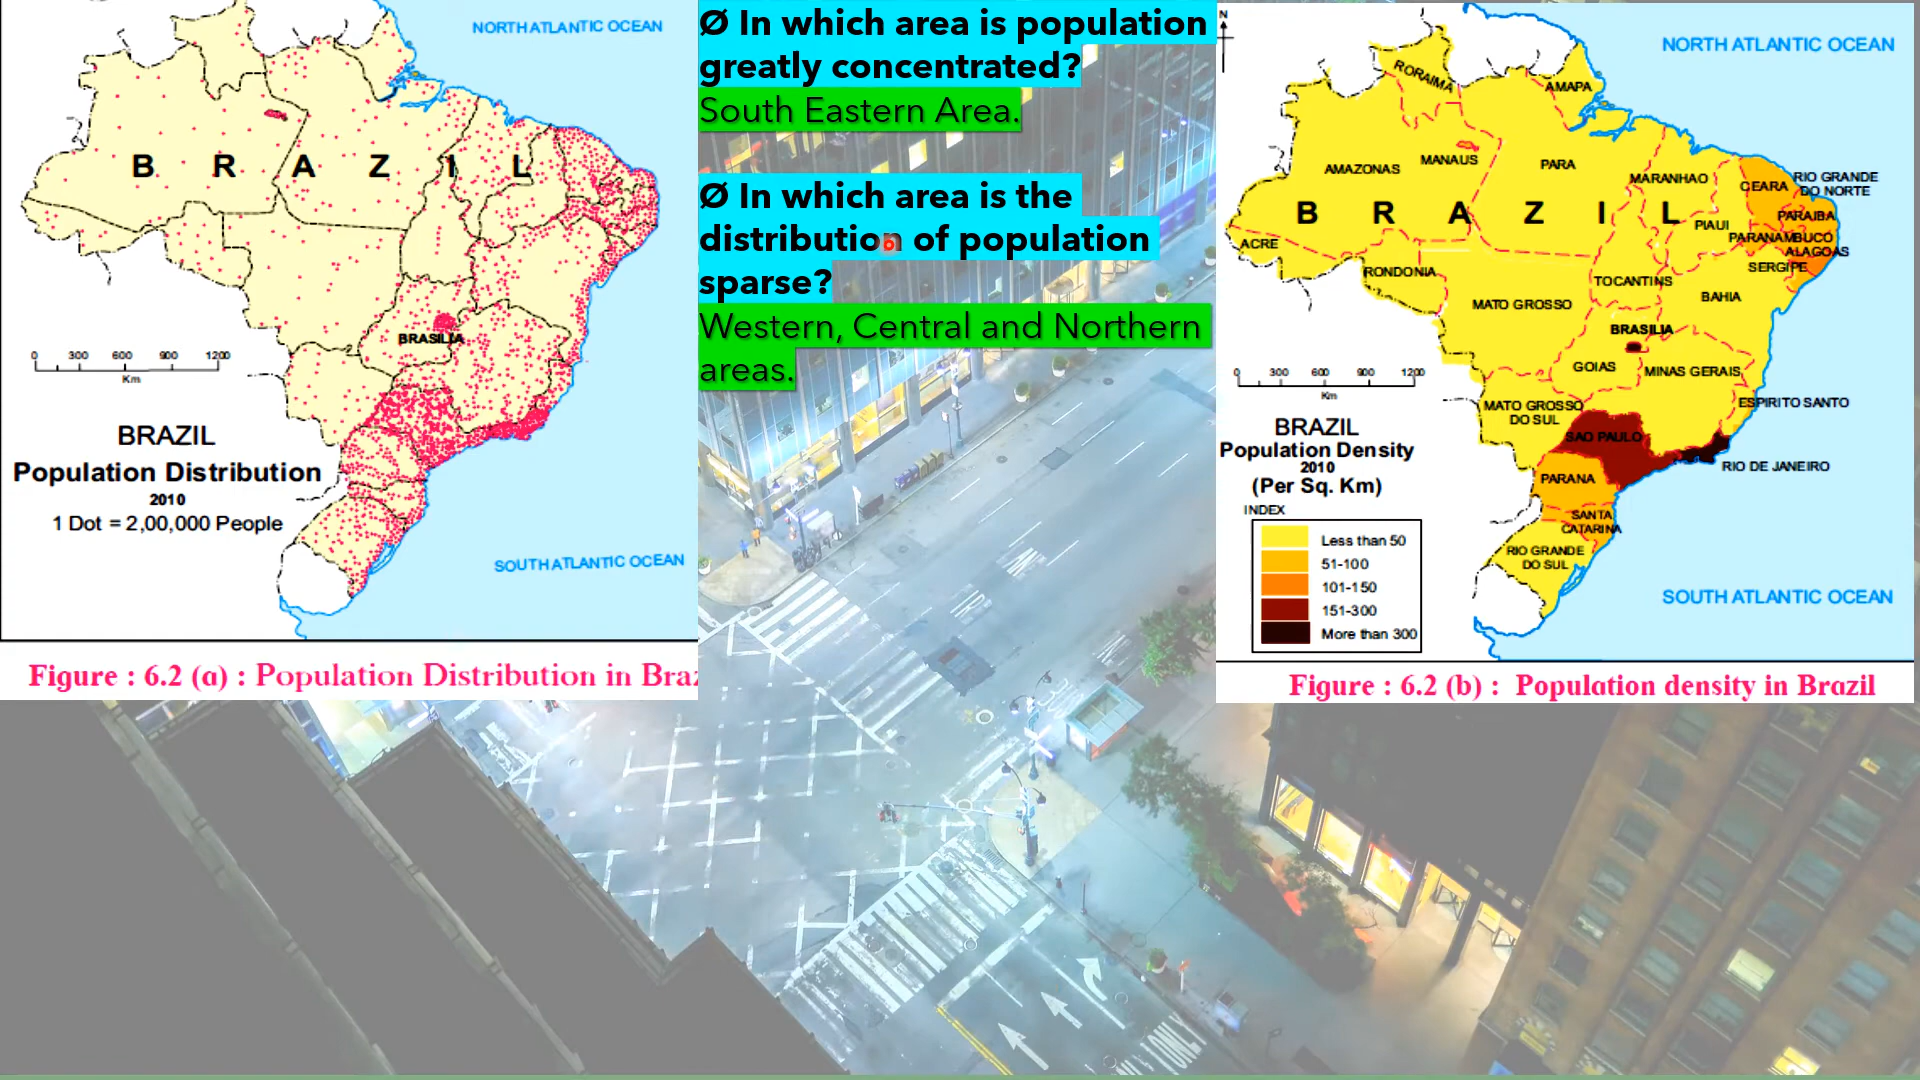 NORTH ATLANTIC OCEAN
B R A Z I L
BRASILIA
0 300 600 900 1200
Km
BRAZIL
Population Distribution
2010
1 Dot = 2,00,000 People
SOUTH ATLANTIC OCEAN
Figure : 6.2 (a) : Population Distribution in Braz
Ø In which area is population
greatly concentrated?
South Eastern Area.
Ø In which area is the
distribution of population
sparse?
Western, Central and Northern
areas.
N
NORTH ATLANTIC OCEAN
RORAIMA
AMAPA
AMAZONAS
MANAUS
PARA
MARANHAO
CEARA
RIO GRANDE
DO NORTE
B R A Z I L
PARAIBA
PIAUI
PARANAMBUCO
ACRE
ALAGOAS
SERGIPE
RONDONIA
TOCANTINS
MATO GROSSO
BAHIA
BRASILIA
GOIAS
MINAS GERAIS
0 300 600 900 1200
Km
MATO GROSSO
DO SUL
ESPIRITO SANTO
SAO PAULO
RIO DE JANEIRO
PARANA
SANTA
CATARINA
RIO GRANDE
DO SUL
BRAZIL
Population Density
2010
(Per Sq. Km)
INDEX
Less than 50
51-100
101-150
151-300
More than 300
SOUTH ATLANTIC OCEAN
Figure : 6.2 (b) : Population density in Brazil